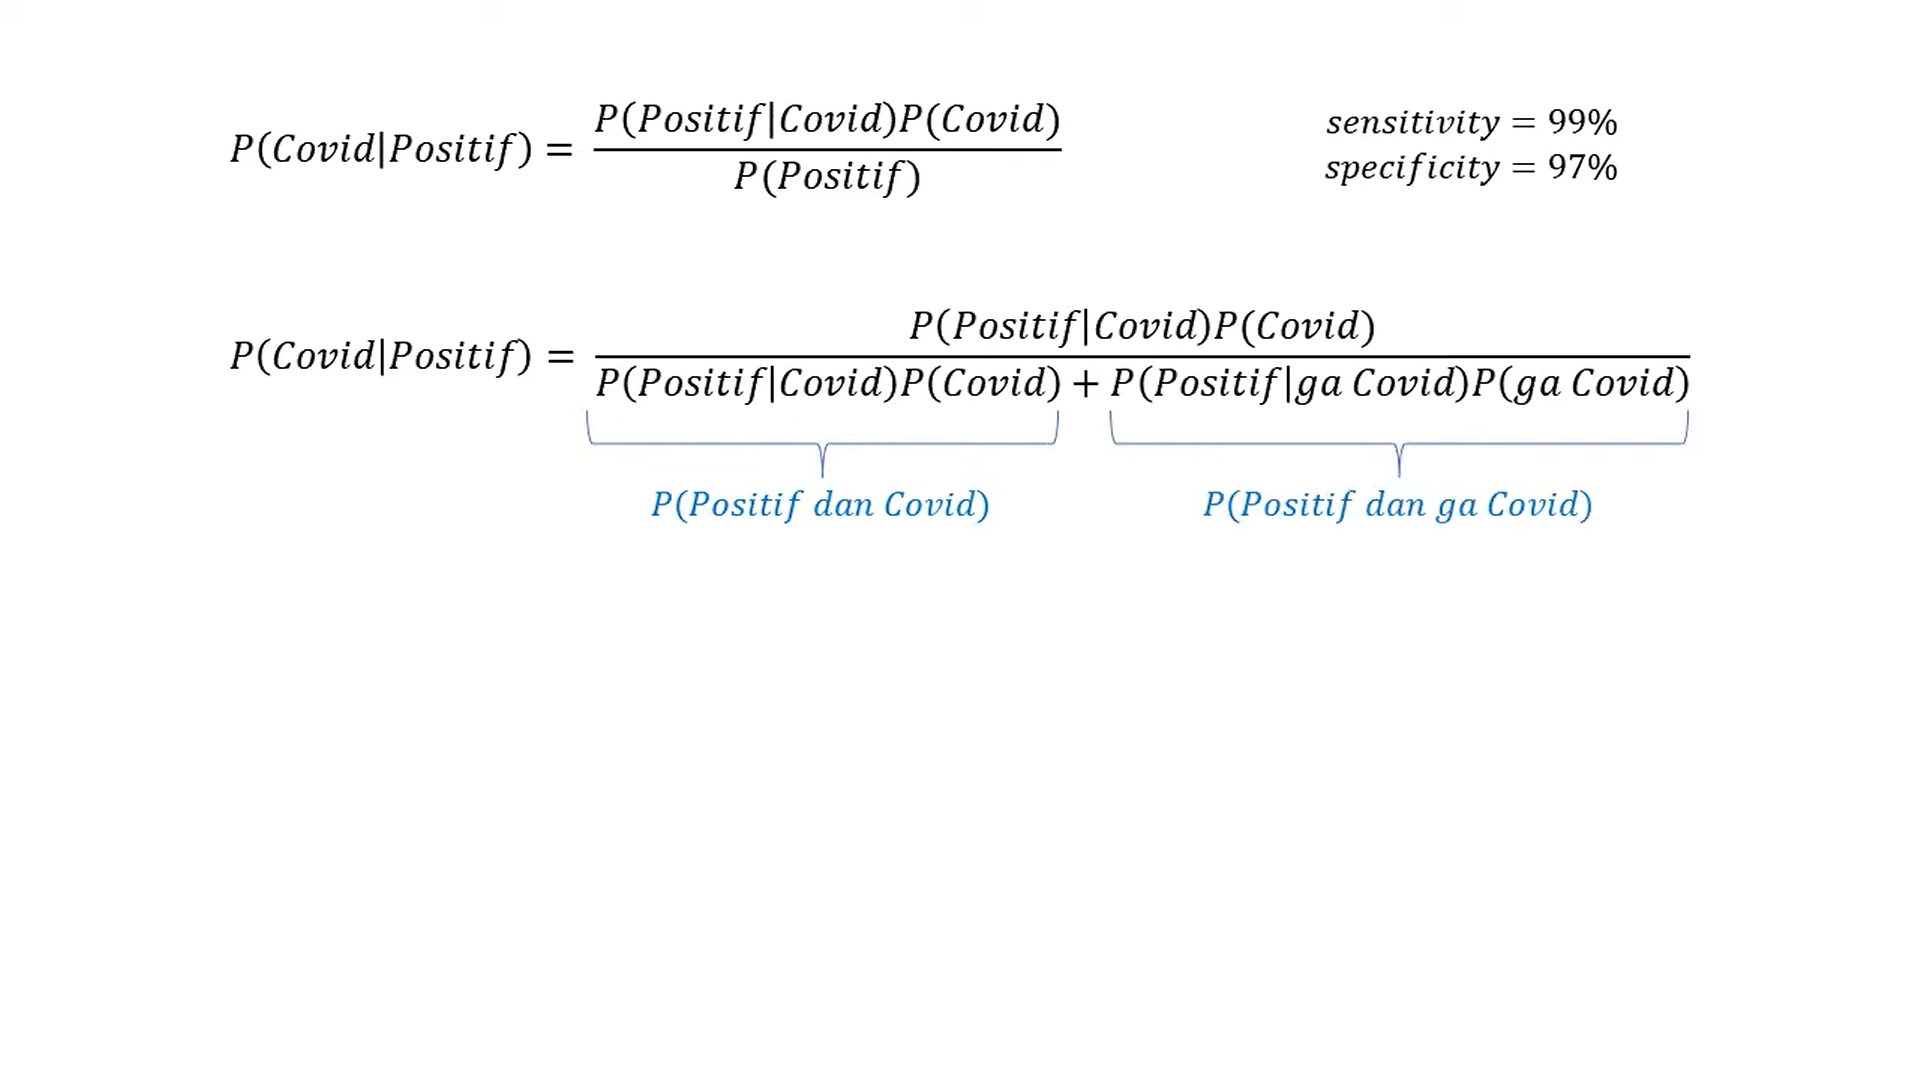 P(Covid|Positif) = P(Positif|Covid)P(Covid) / P(Positif)
sensitivity = 99%
specificity = 97%
P(Covid|Positif) = P(Positif|Covid)P(Covid) / P(Positif|Covid)P(Covid) + P(Positif|ga Covid)P(ga Covid)
P(Positif dan Covid)
P(Positif dan ga Covid)